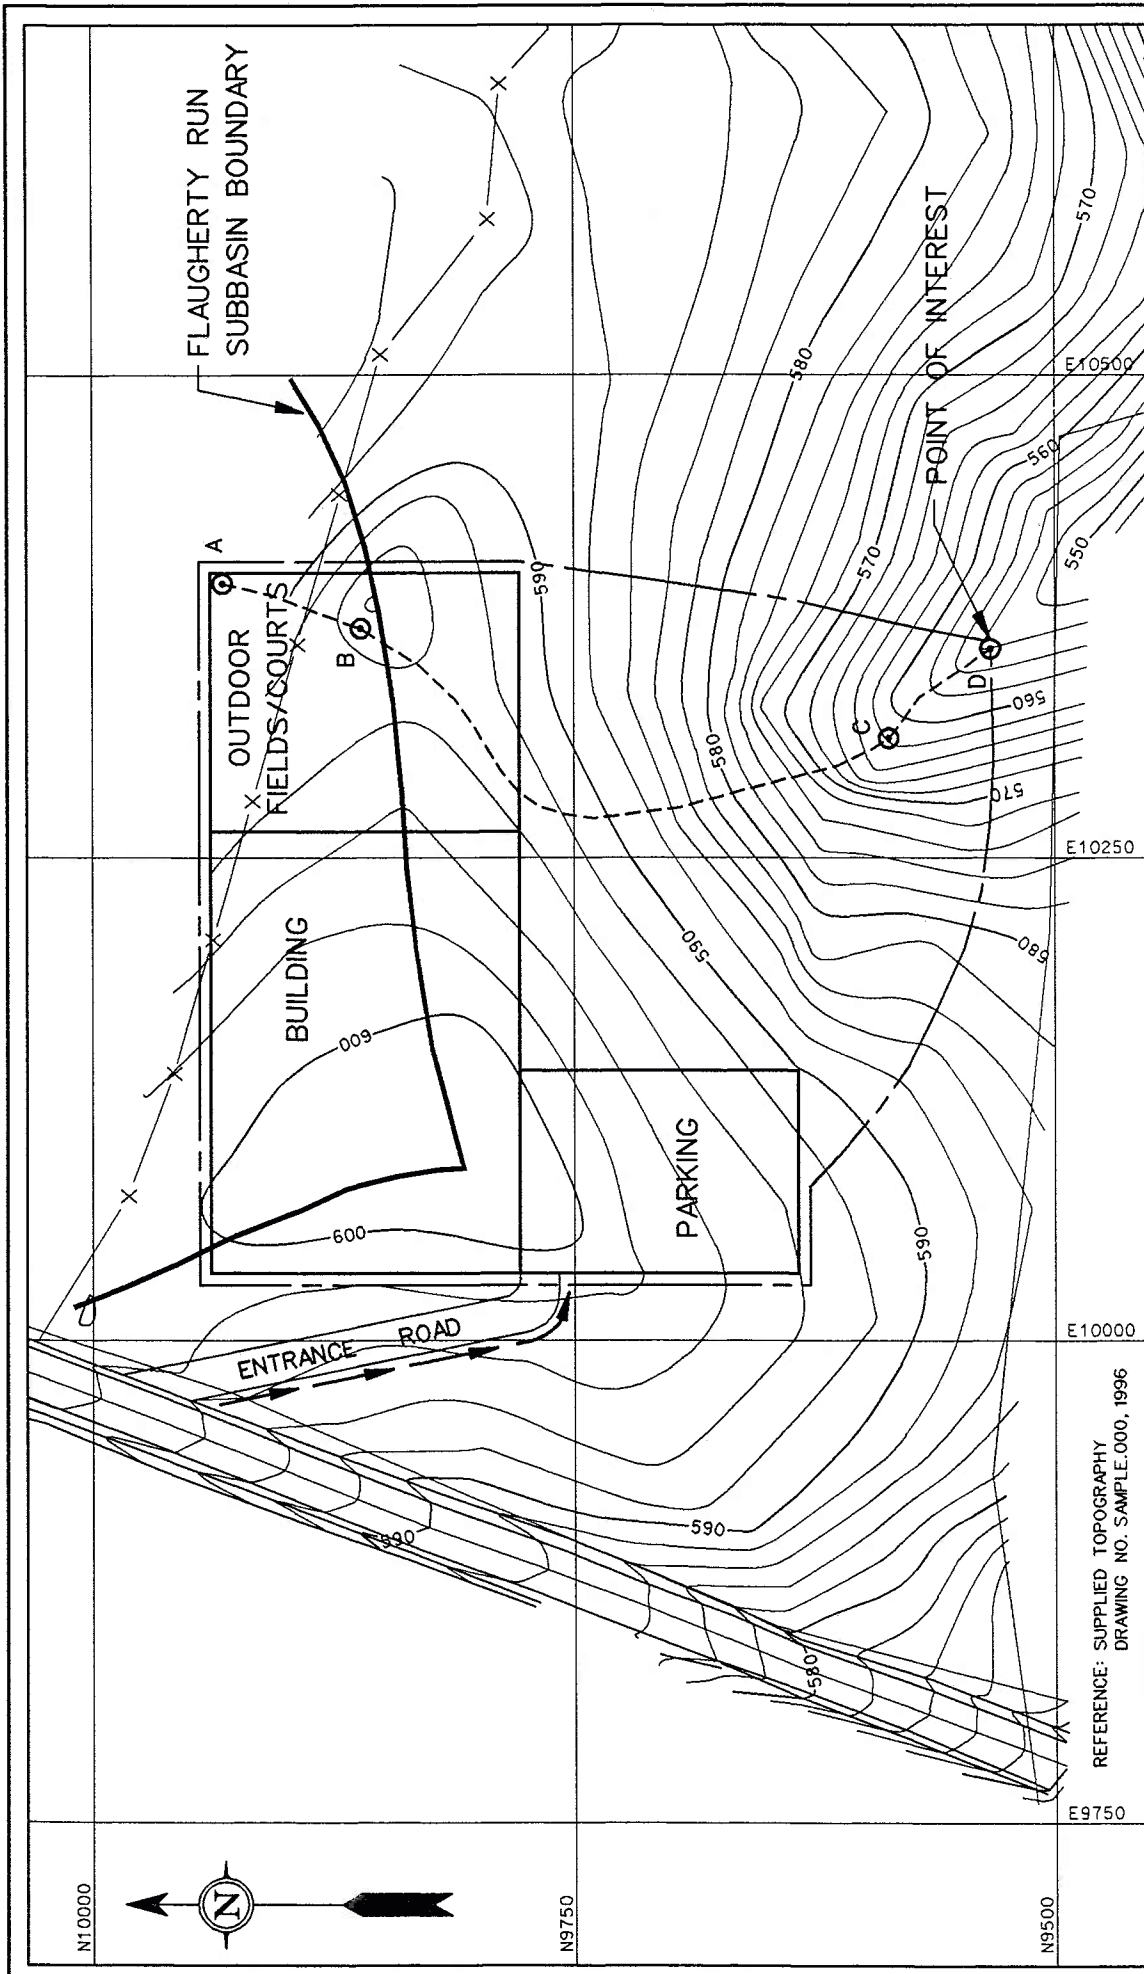 FLAUGHERTY RUN
SUBBASIN BOUNDARY
A
OUTDOOR
FIELDS/COURTS
B
BUILDING
600
600
590
580
570
POINT OF INTEREST
E10500
560
550
570
C
D
560
580
570
E10250
590
580
PARKING
590
ENTRANCE ROAD
E10000
590
590
580
REFERENCE: SUPPLIED TOPOGRAPHY
DRAWING NO. SAMPLE.000, 1996
E9750
N10000
N
N9750
N9500